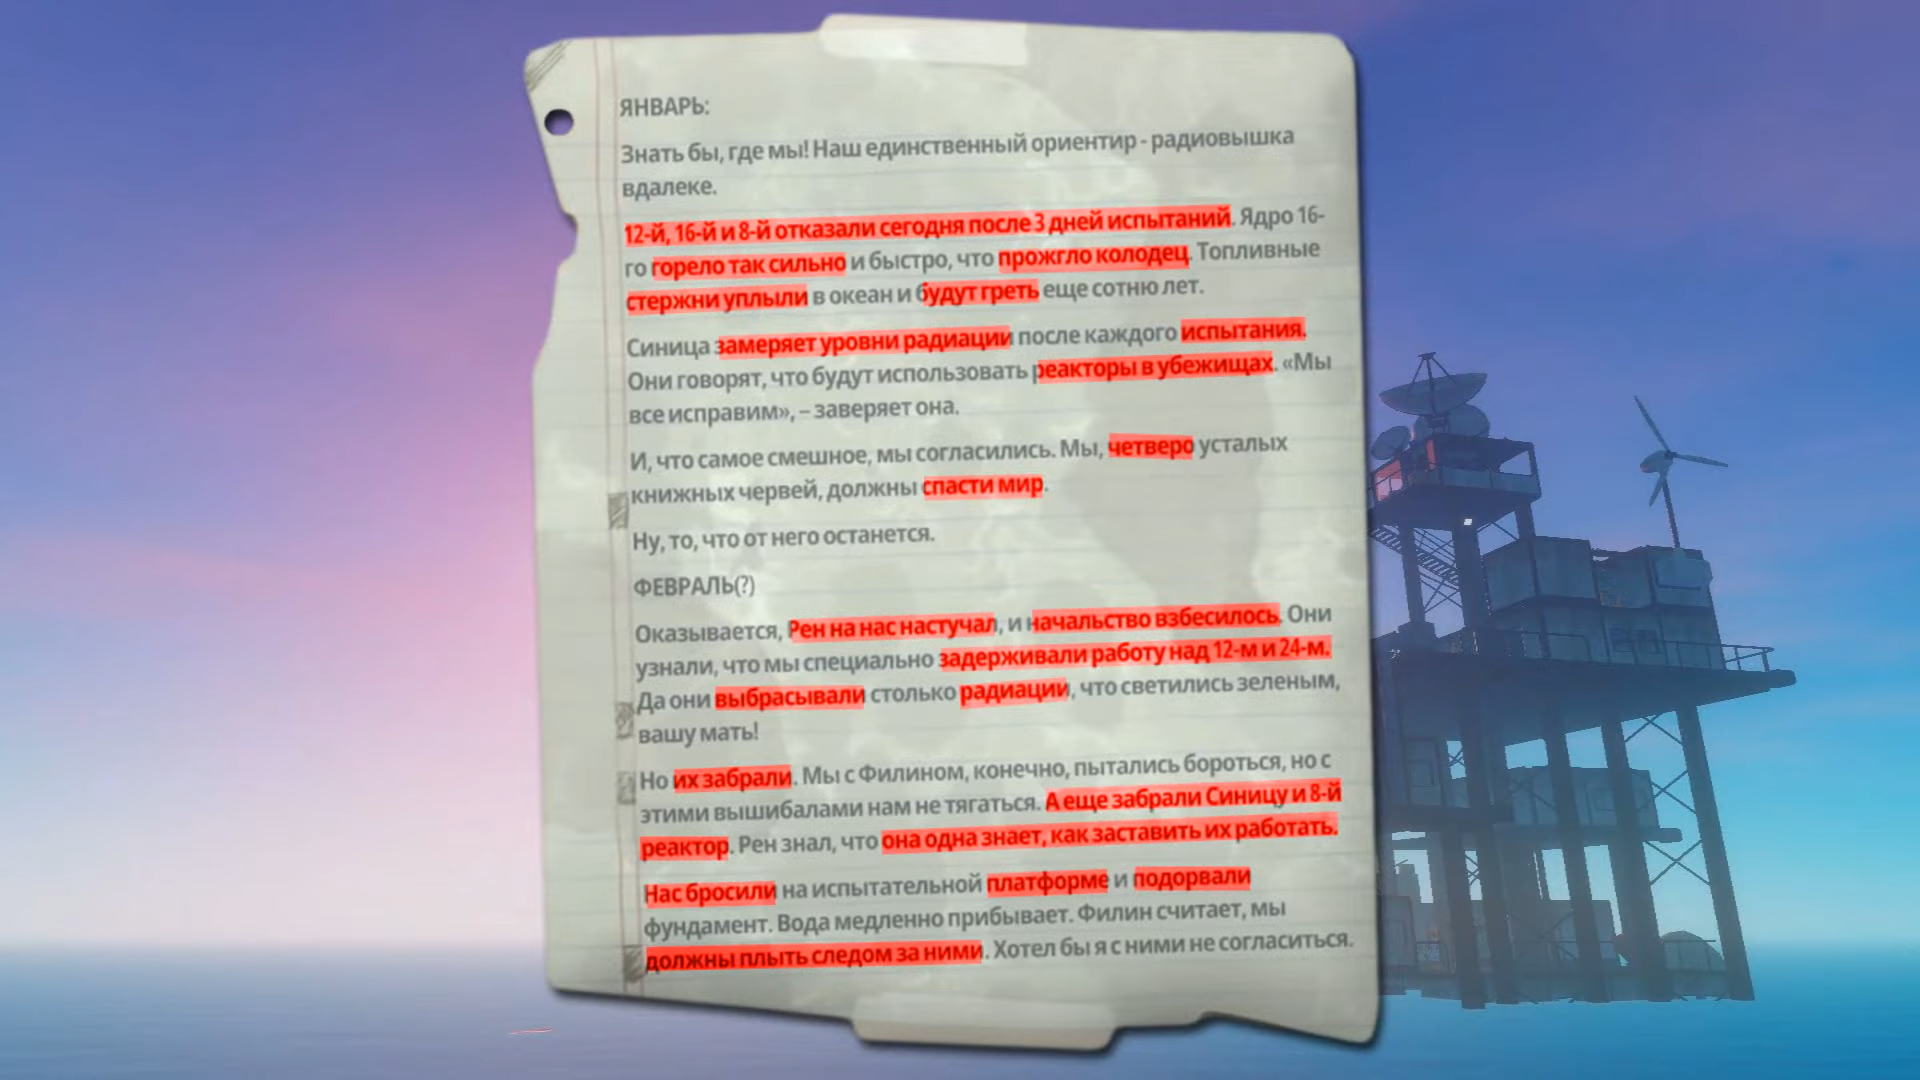 ЯНВАРЬ:
Знать бы, где мы! Наш единственный ориентир - радиовышка
вдалеке.
12-й, 16-й и 8-й отказали сегодня после 3 дней испытаний. Ядро 16-
го горело так сильно и быстро, что прожгло колодец. Топливные
стержни уплыли в океан и будут греть еще сотню лет.
Синица замеряет уровни радиации после каждого испытания.
Они говорят, что будут использовать реакторы в убежищах. «Мы
все исправим», – заверяет она.
И, что самое смешное, мы согласились. Мы, четверо усталых
книжных червей, должны спасти мир.
Ну, то, что от него останется.
ФЕВРАЛЬ(?)
Оказывается, Рен на нас настучал, и начальство взбесилось. Они
узнали, что мы специально задерживали работу над 12-м и 24-м.
Да они выбрасывали столько радиации, что светились зеленым,
вашу мать!
Но их забрали. Мы с Филином, конечно, пытались бороться, но с
этими вышибалами нам не тягаться. А еще забрали Синицу и 8-й
реактор. Рен знал, что она одна знает, как заставить их работать.
Нас бросили на испытательной платформе и подорвали
фундамент. Вода медленно прибывает. Филин считает, мы
должны плыть следом за ними. Хотел бы я с ними не согласиться.